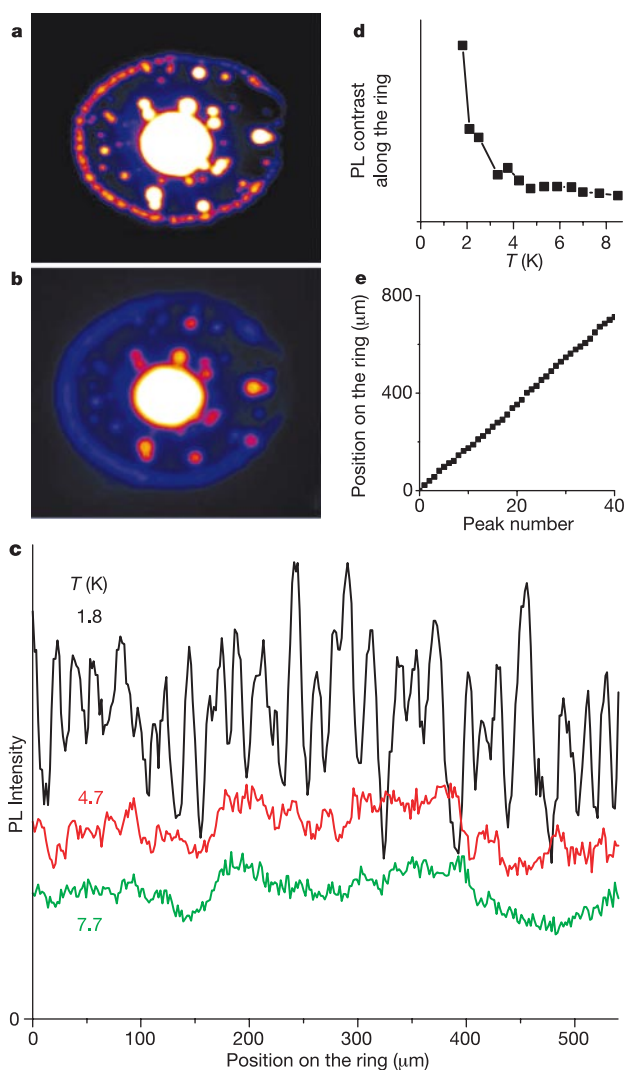 a
b
d
PL contrast
along the ring
0 2 4 6 8
T (K)
e
Position on the ring (μm)
800
400
0
0 20 40
Peak number
c
T (K)
1.8
4.7
7.7
PL Intensity
0
0 100 200 300 400 500
Position on the ring (μm)